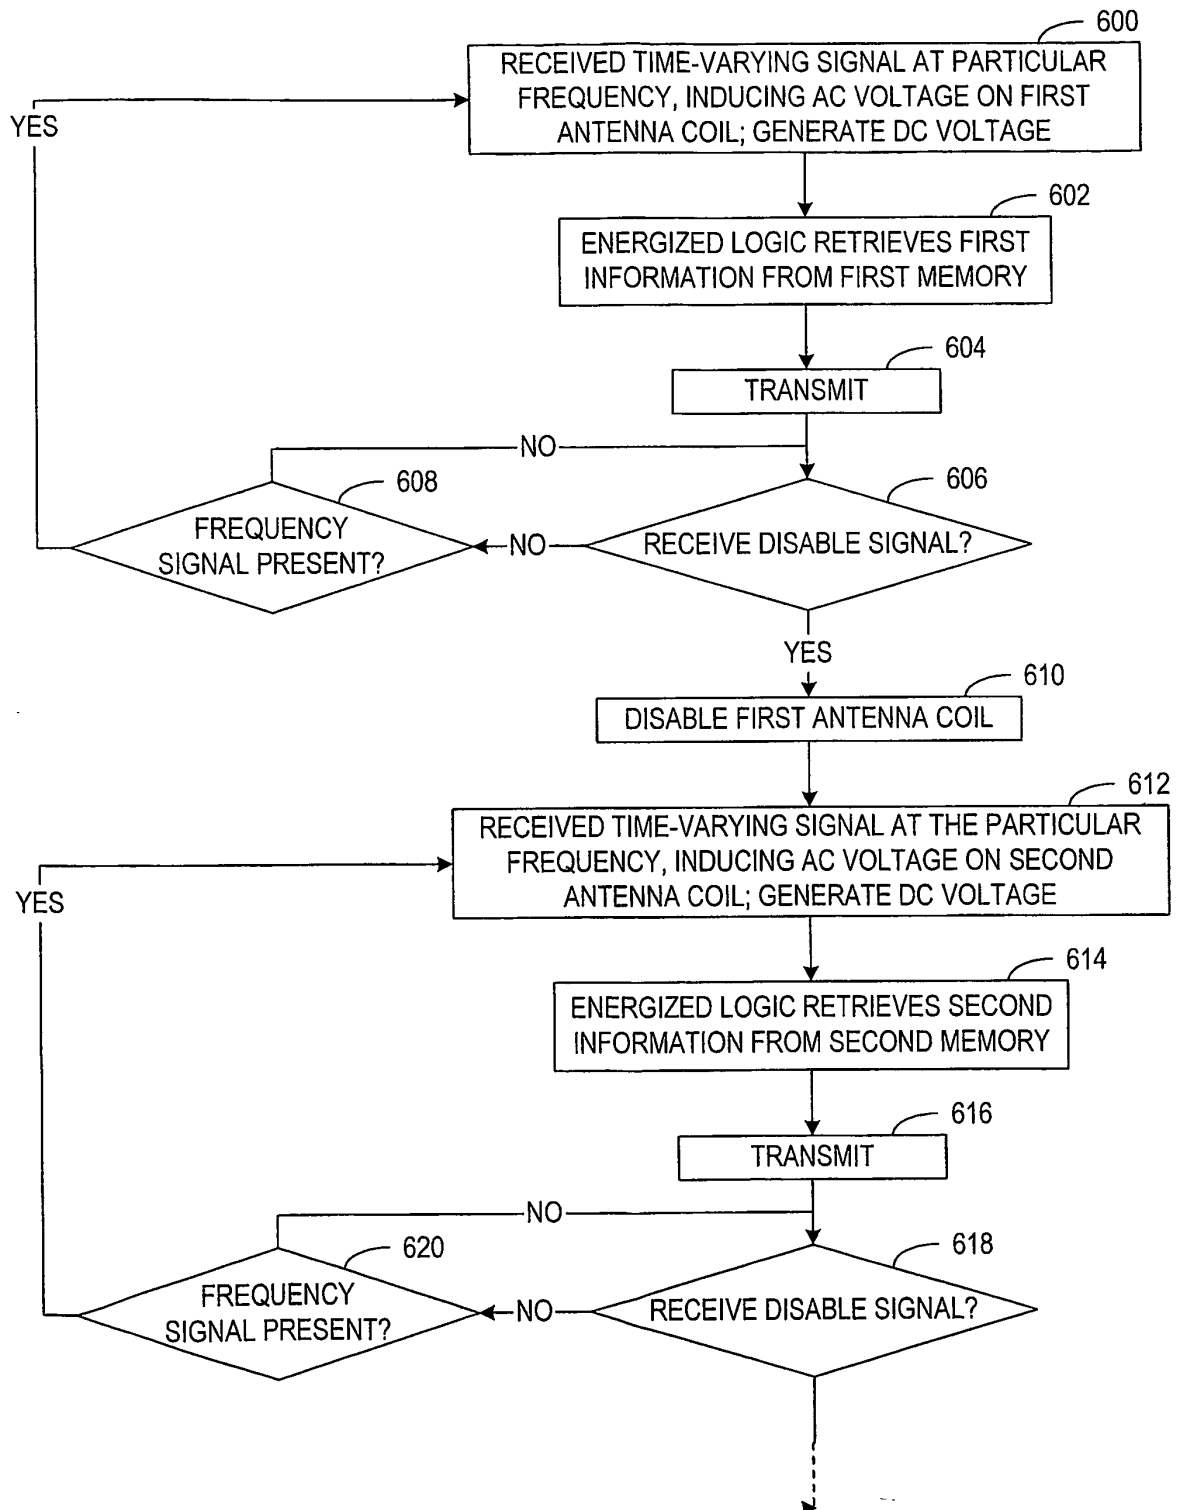 600
RECEIVED TIME-VARYING SIGNAL AT PARTICULAR
FREQUENCY, INDUCING AC VOLTAGE ON FIRST
ANTENNA COIL; GENERATE DC VOLTAGE
YES
602
ENERGIZED LOGIC RETRIEVES FIRST
INFORMATION FROM FIRST MEMORY
604
TRANSMIT
NO
608
FREQUENCY
SIGNAL PRESENT?
NO
606
RECEIVE DISABLE SIGNAL?
YES
610
DISABLE FIRST ANTENNA COIL
612
RECEIVED TIME-VARYING SIGNAL AT THE PARTICULAR
FREQUENCY, INDUCING AC VOLTAGE ON SECOND
ANTENNA COIL; GENERATE DC VOLTAGE
YES
614
ENERGIZED LOGIC RETRIEVES SECOND
INFORMATION FROM SECOND MEMORY
616
TRANSMIT
NO
620
FREQUENCY
SIGNAL PRESENT?
NO
618
RECEIVE DISABLE SIGNAL?